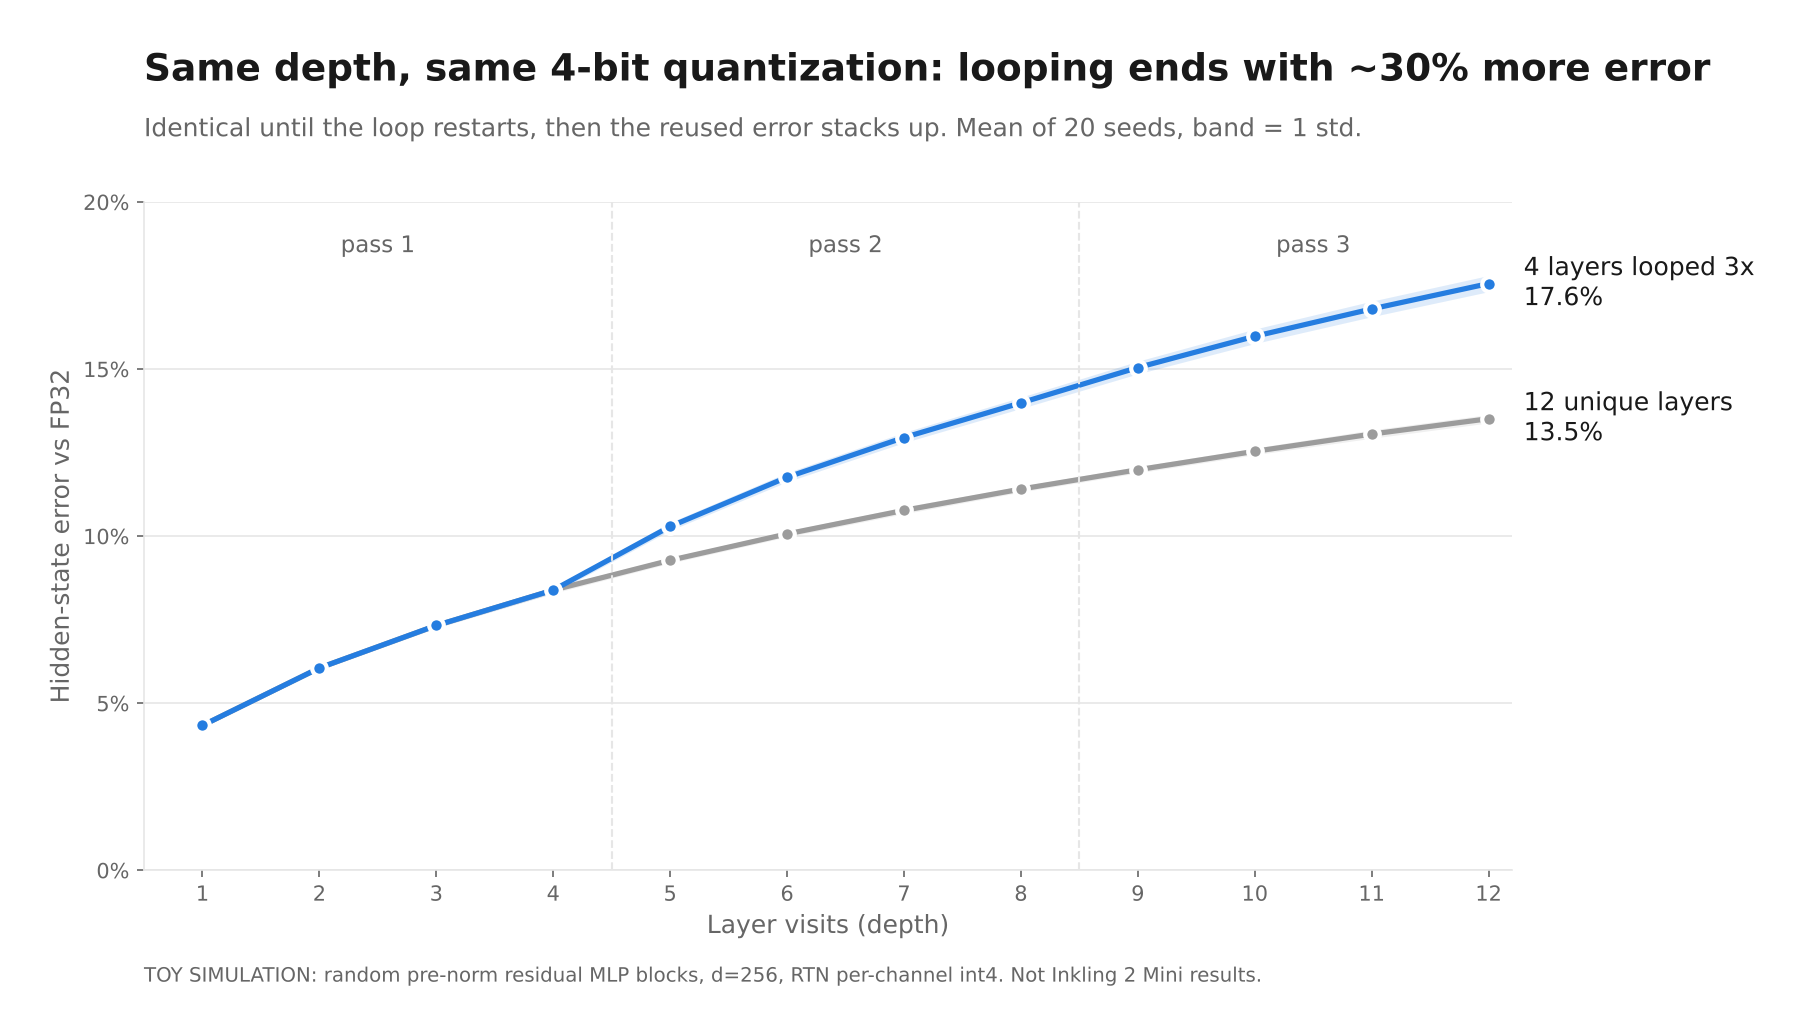 Same depth, same 4-bit quantization: looping ends with ~30% more error
Identical until the loop restarts, then the reused error stacks up. Mean of 20 seeds, band = 1 std.
20%
15%
10%
5%
0%
Hidden-state error vs FP32
pass 1
pass 2
pass 3
4 layers looped 3x
17.6%
12 unique layers
13.5%
1 2 3 4 5 6 7 8 9 10 11 12
Layer visits (depth)
TOY SIMULATION: random pre-norm residual MLP blocks, d=256, RTN per-channel int4. Not Inkling 2 Mini results.